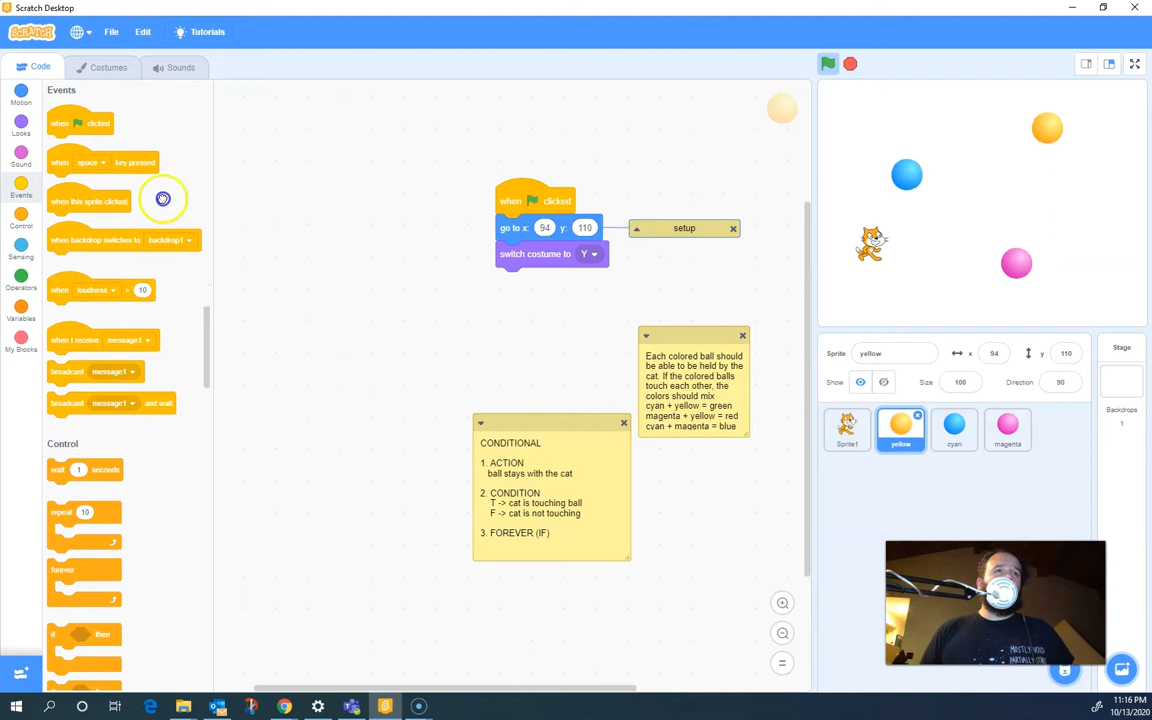 Scratch Desktop
SCRATCH
File
Edit
Tutorials
Code
Costumes
Sounds
Motion
Looks
Sound
Events
Control
Sensing
Operators
Variables
My Blocks
Events
when clicked
when space key pressed
when this sprite clicked
when backdrop switches to backdrop1
when loudness > 10
when I receive message1
broadcast message1
broadcast message1 and wait
Control
wait 1 seconds
repeat 10
forever
if then
when clicked
go to x: 94 y: 110
switch costume to Y
setup
Each colored ball should
be able to be held by the
cat. If the colored balls
touch each other, the
colors should mix
cyan + yellow = green
magenta + yellow = red
cyan + magenta = blue
CONDITIONAL
1. ACTION
ball stays with the cat
2. CONDITION
T -> cat is touching ball
F -> cat is not touching
3. FOREVER (IF)
Sprite yellow x 94 y 110
Show Size 100 Direction 90
Sprite1
yellow
cyan
magenta
Stage
Backdrops
1
MOSTLY VOID
PARTIALLY STARS
11:16 PM
10/13/2020